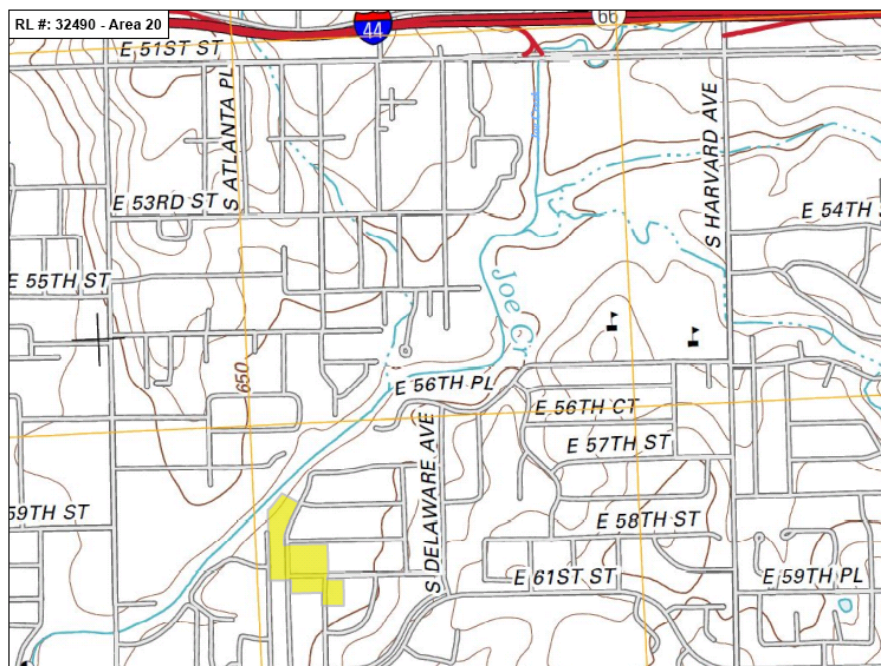 RL #: 32490 - Area 20
44
66
E 51ST ST
S ATLANTA PL
S HARVARD AVE
E 53RD ST
E 54TH S
E 55TH ST
Joe Cr
650
E 56TH PL
E 56TH CT
S DELAWARE AVE
E 57TH ST
59TH ST
E 58TH ST
E 61ST ST
E 59TH PL